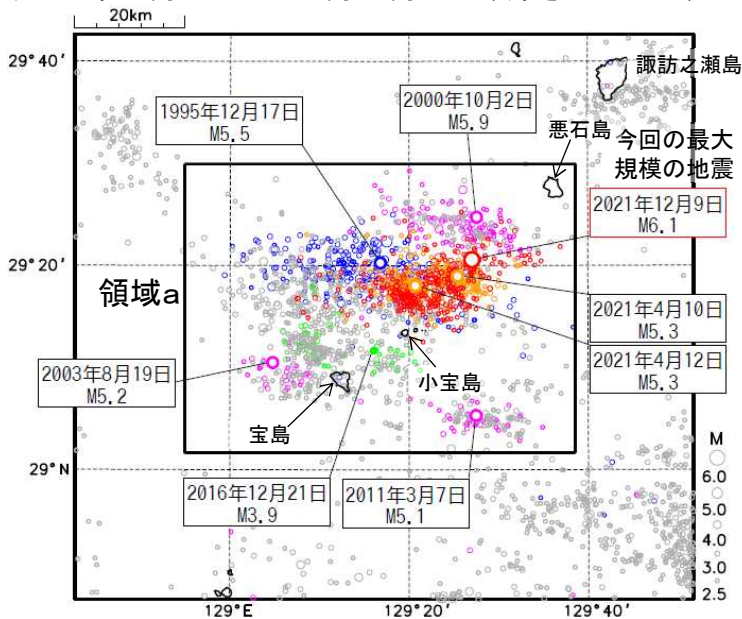 20km
29°40′
諏訪之瀬島
1995年12月17日
M5.5
2000年10月2日
M5.9
悪石島
今回の最大
規模の地震
2021年12月9日
M6.1
29°20′
領域a
2021年4月10日
M5.3
2021年4月12日
M5.3
2003年8月19日
M5.2
小宝島
宝島
29°N
2016年12月21日
M3.9
2011年3月7日
M5.1
M
6.0
5.0
4.0
3.0
2.5
129°E
129°20′
129°40′